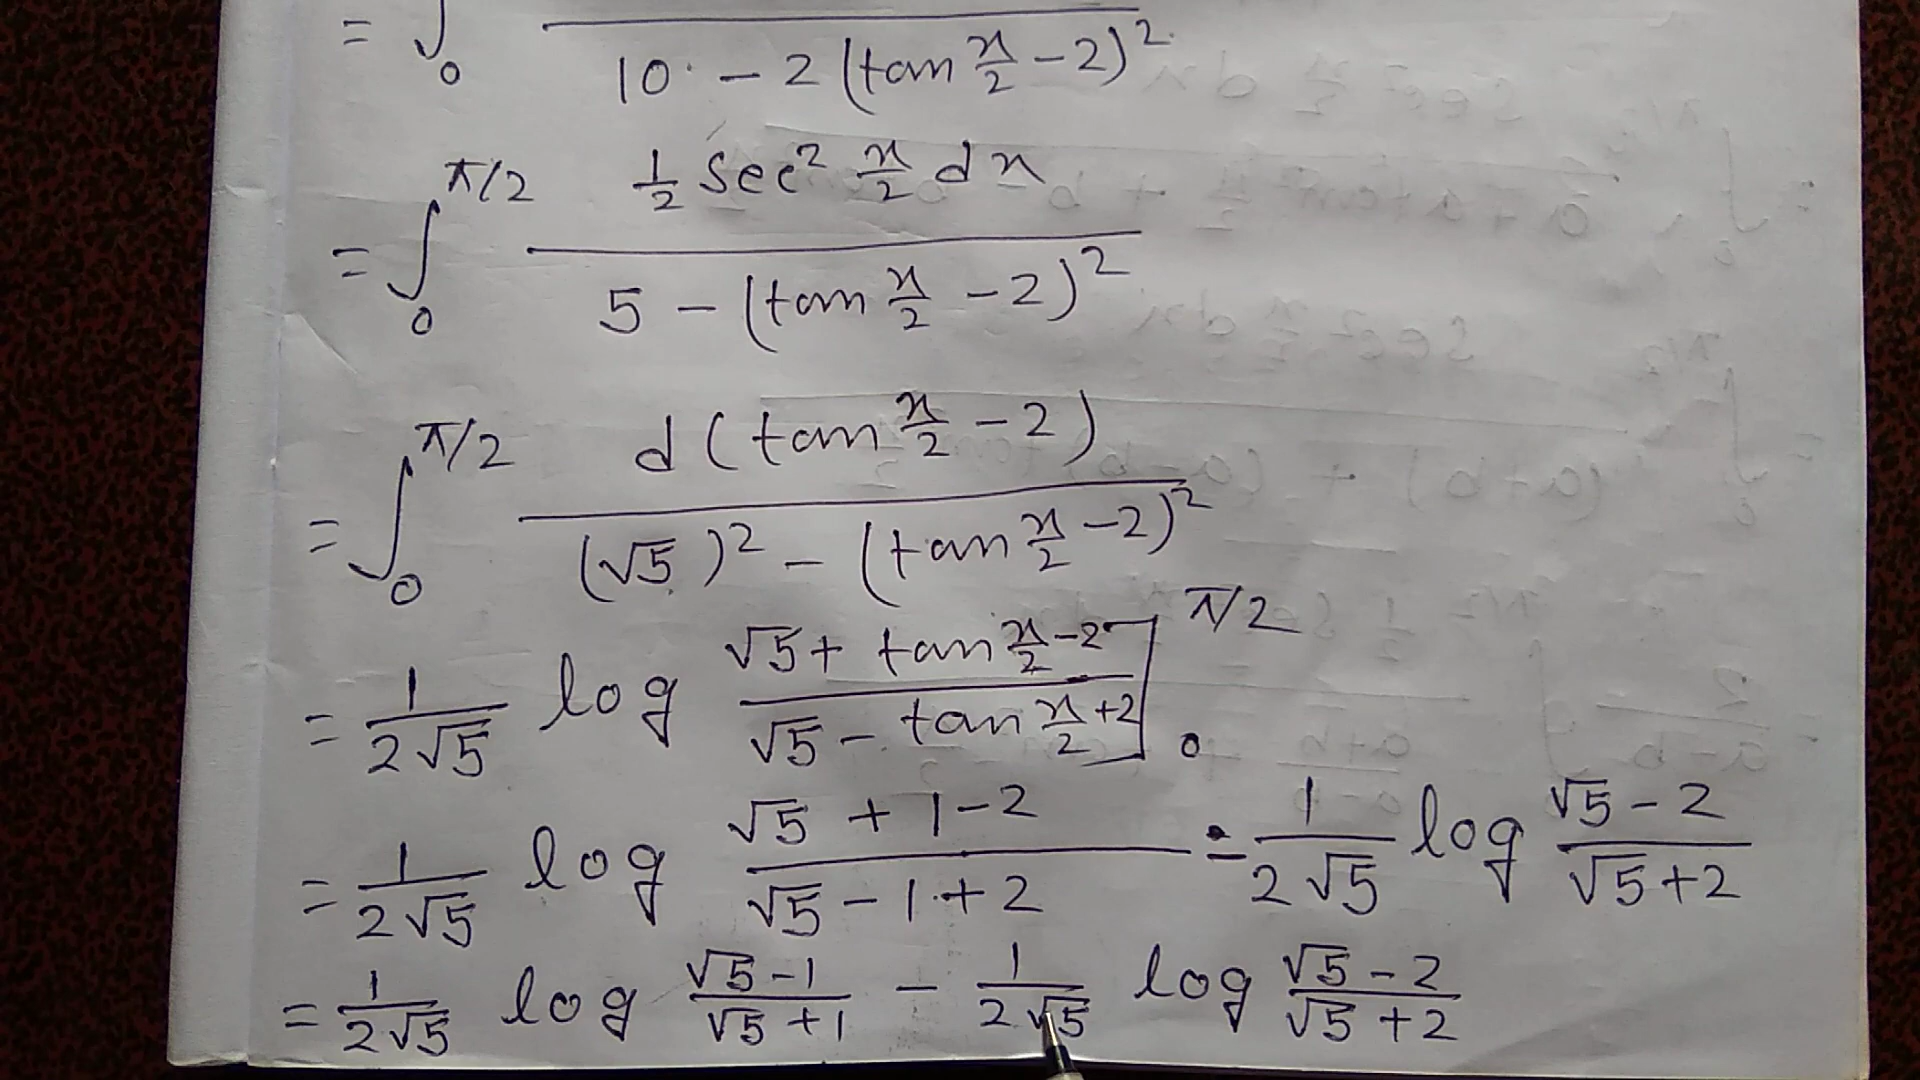 = ∫₀ / 10 - 2 (tan x/2 - 2)²
= ∫₀^π/2 ½ sec² x/2 dx / 5 - (tan x/2 - 2)²
= ∫₀^π/2 d (tan x/2 - 2) / (√5)² - (tan x/2 - 2)²
= 1/2√5 log √5 + tan x/2 - 2 / √5 - tan x/2 + 2 ]₀^π/2
= 1/2√5 log √5 + 1 - 2 / √5 - 1 + 2 - 1/2√5 log √5 - 2 / √5 + 2
= 1/2√5 log √5 - 1 / √5 + 1 - 1/2√5 log √5 - 2 / √5 + 2